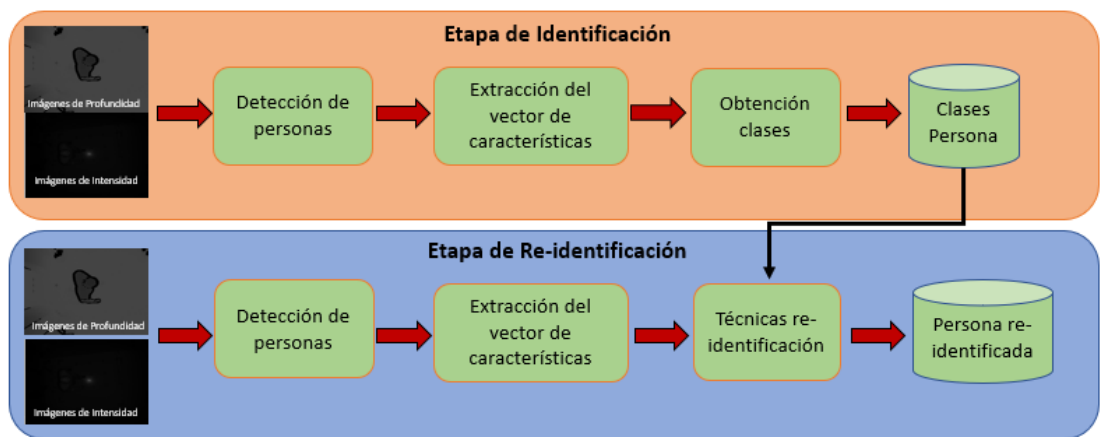 Etapa de Identificación
Imágenes de Profundidad
Imágenes de Intensidad
Detección de
personas
Extracción del
vector de
características
Obtención
clases
Clases
Persona
Etapa de Re-identificación
Imágenes de Profundidad
Imágenes de Intensidad
Detección de
personas
Extracción del
vector de
características
Técnicas re-
identificación
Persona re-
identificada